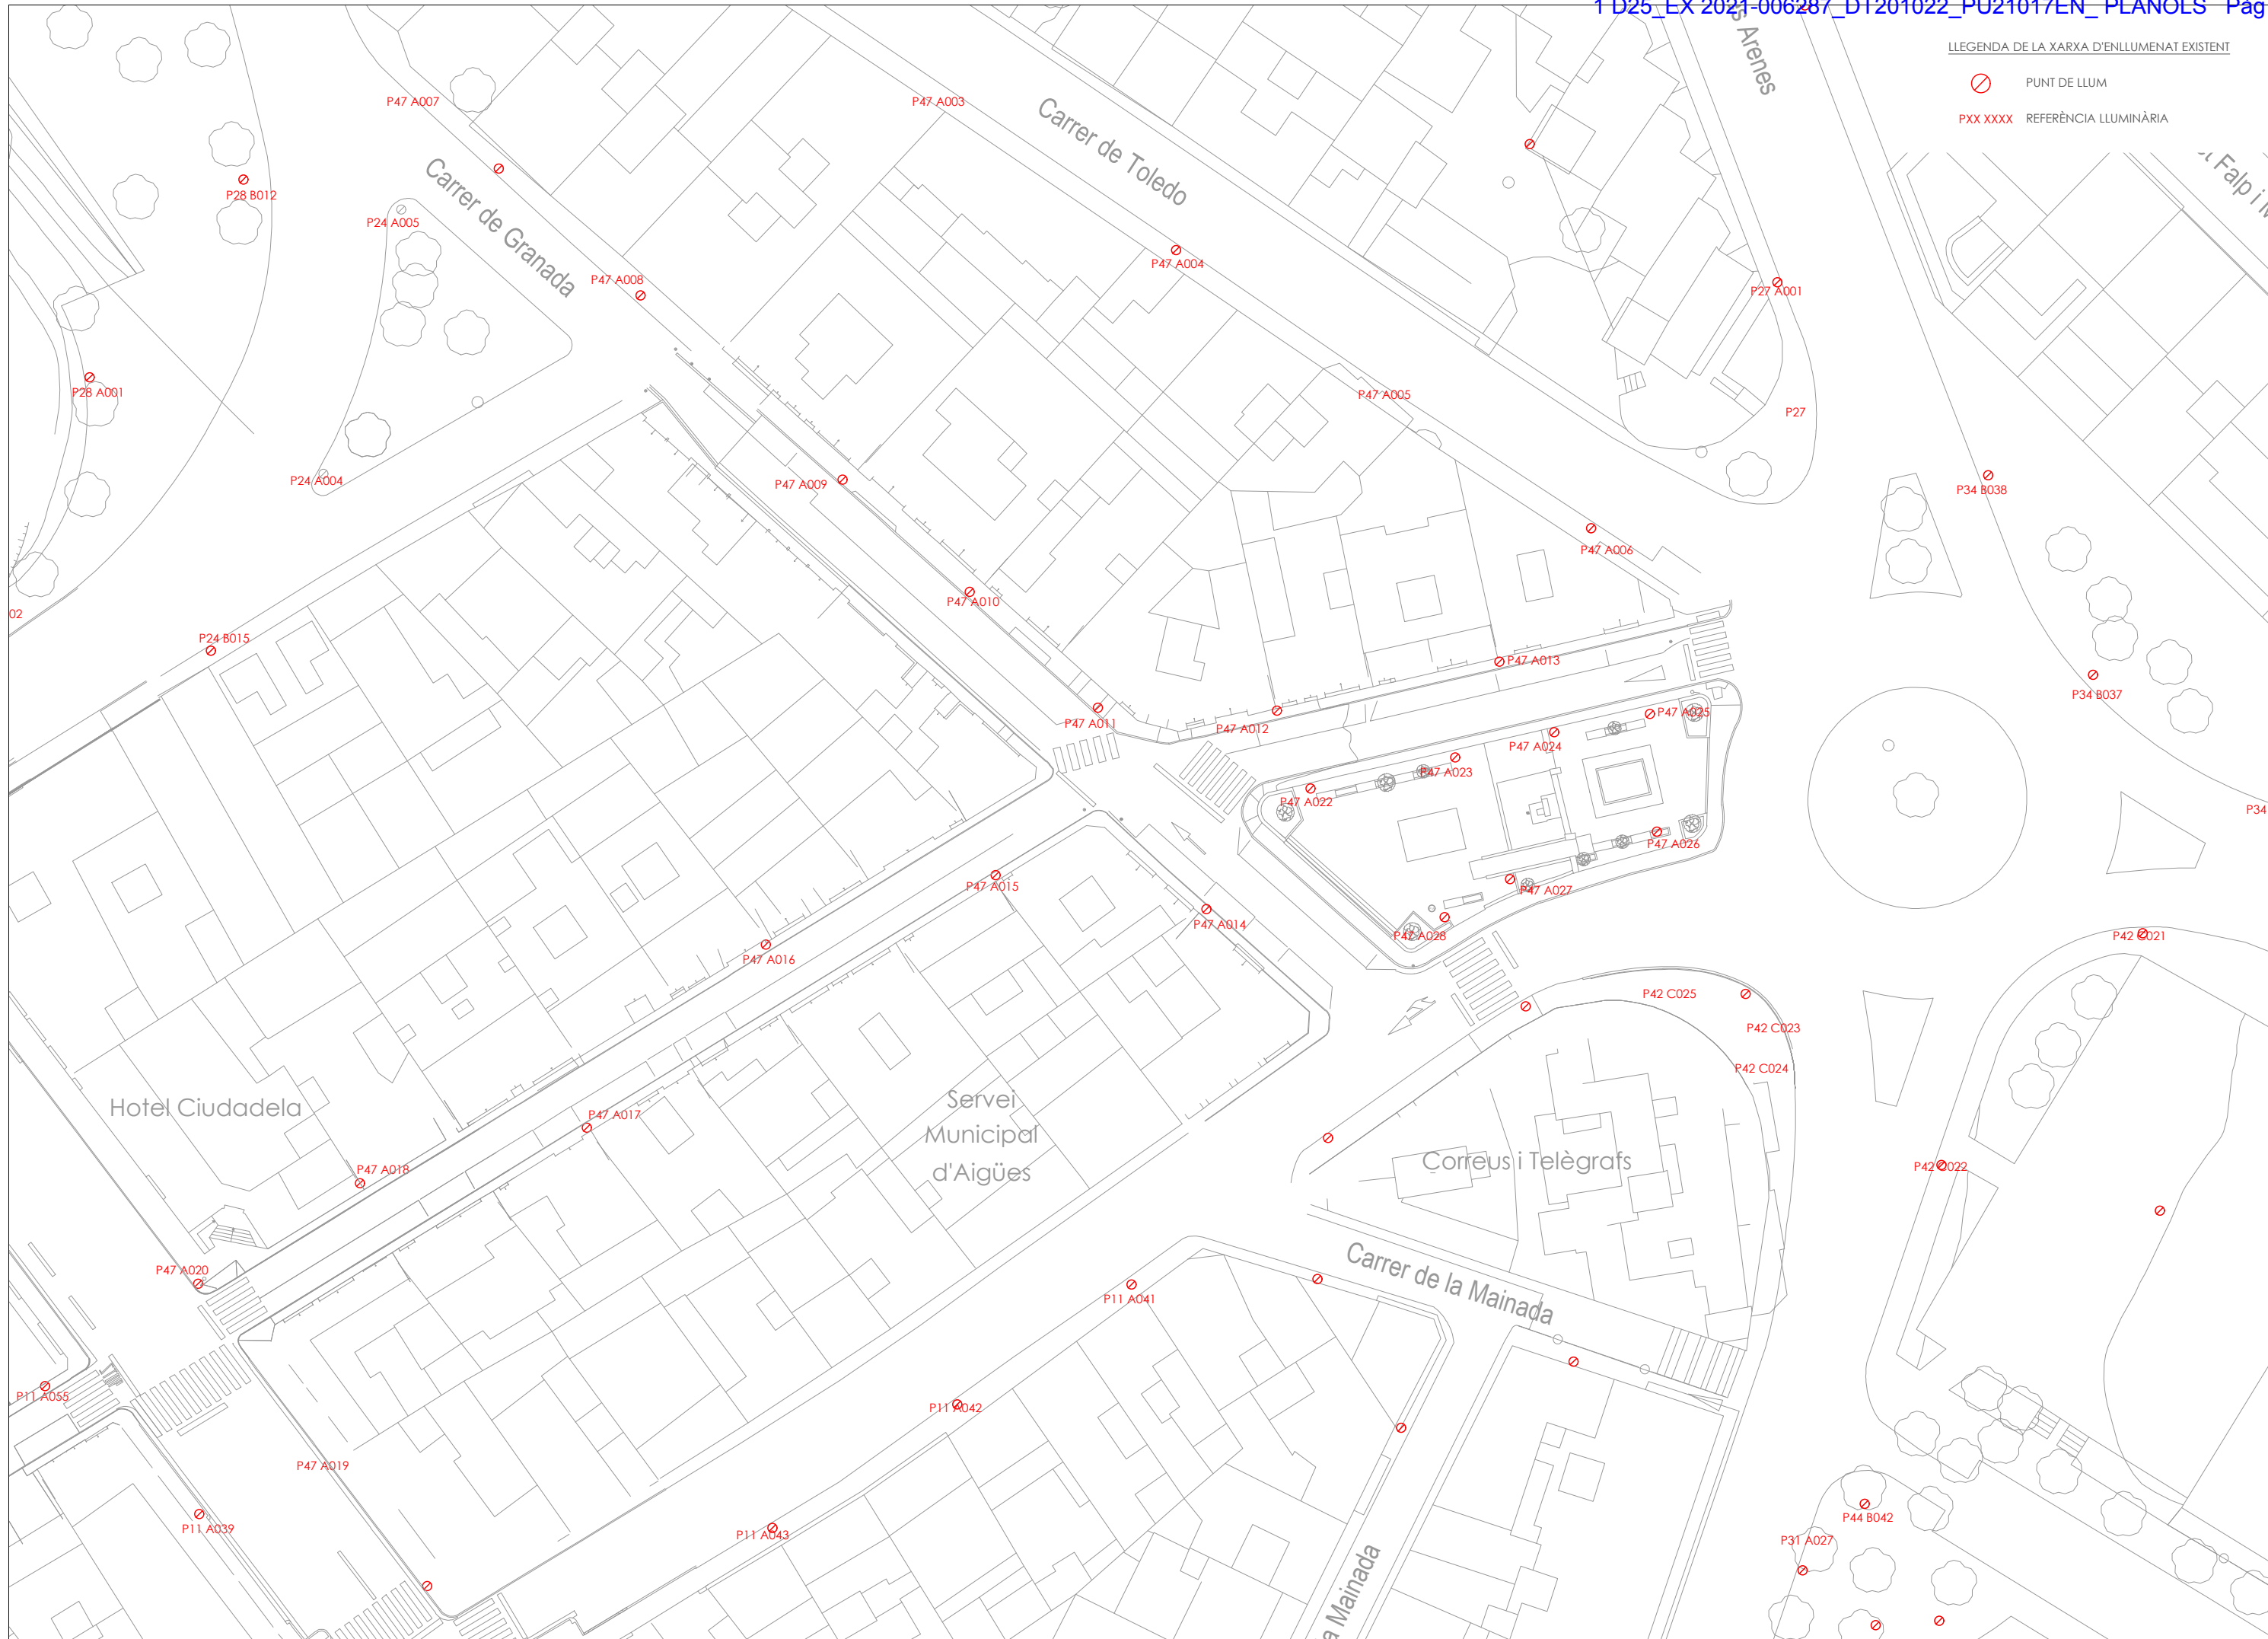 1 D25_EX 2021-006287_DT201022_PU21017EN_ PLANOLS Pàg
LLEGENDA DE LA XARXA D'ENLLUMENAT EXISTENT
PUNT DE LLUM
PXX XXXX REFERÈNCIA LLUMINÀRIA
Arenes
Falp i
P47 A007
P47 A003
Carrer de Toledo
Carrer de Granada
P28 B012
P24 A005
P47 A008
P47 A004
P27 A001
P28 A001
P47 A005
P27
P24 A004
P47 A009
P34 B038
P47 A006
P47 A010
02
P24 B015
P47 A013
P34 B037
P47 A011
P47 A012
P47 A025
P47 A024
P47 A023
P47 A022
P34
P47 A026
P47 A015
P47 A027
P47 A014
P47 A028
P42 C021
P47 A016
P42 C025
P42 C023
P42 C024
Hotel Ciudadela
Servei
Municipal
d'Aigües
P47 A017
Correus i Telègrafs
P42 C022
P47 A018
P47 A020
Carrer de la Mainada
P11 A041
P11 A055
P11 A042
P47 A019
P11 A039
P11 A043
P44 B042
P31 A027
a Mainada